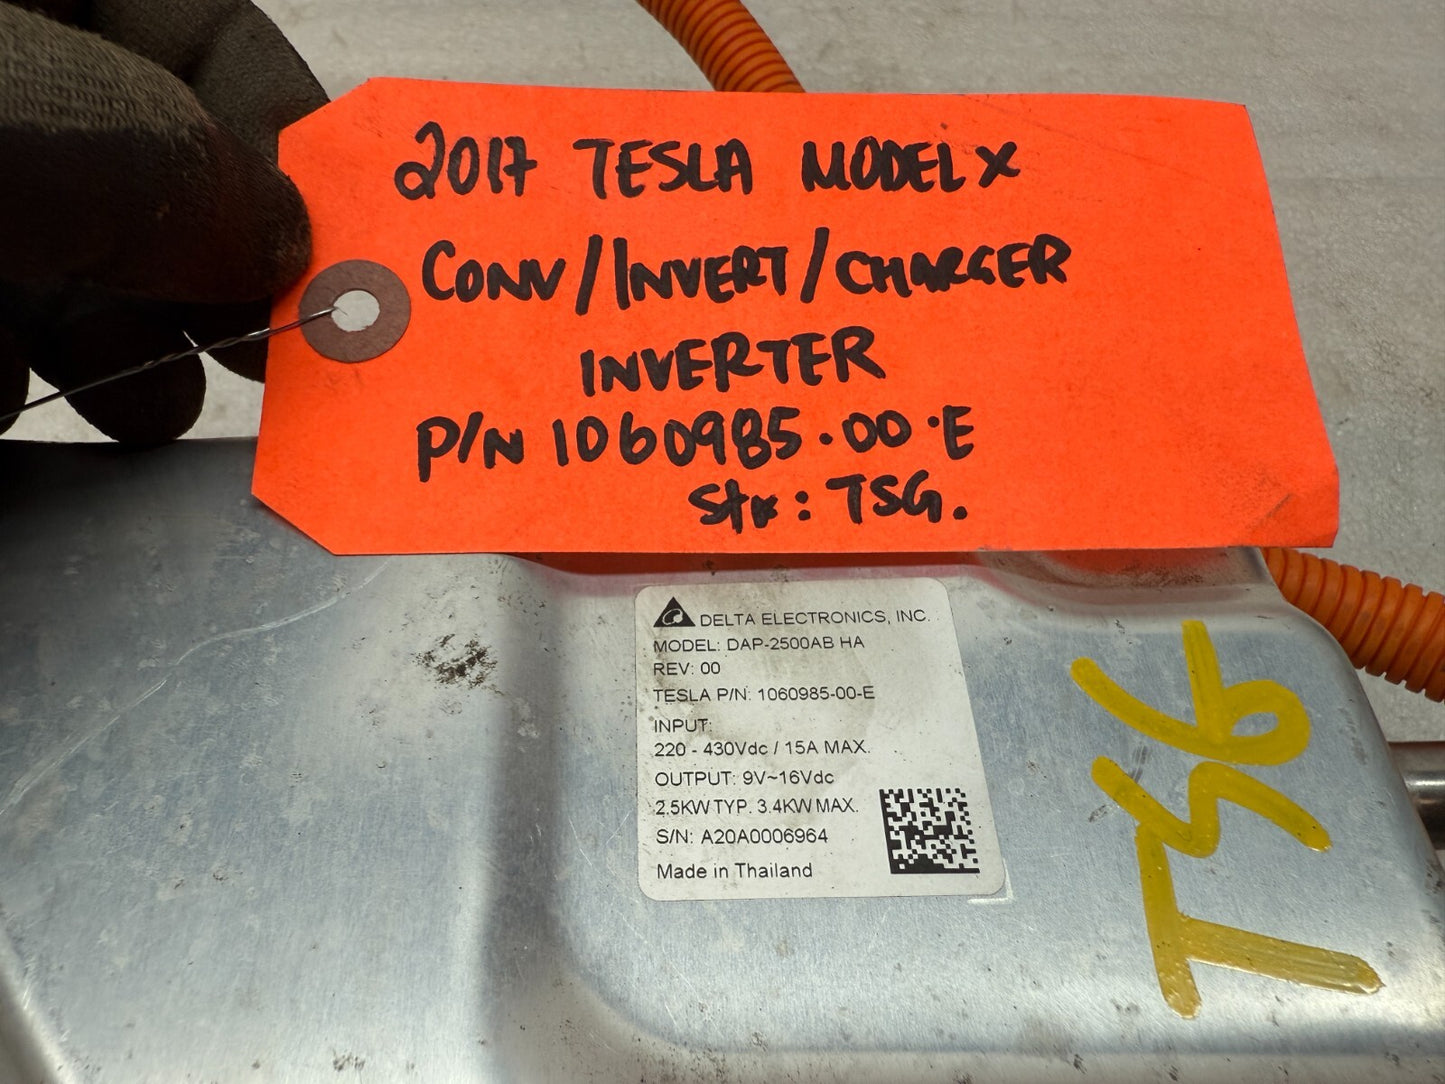 2017 TESLA MODEL X
CONV/INVERT/CHARGER
INVERTER
P/N 1060985-00-E
Stk: TSG.
DELTA ELECTRONICS, INC.
MODEL: DAP-2500AB HA
REV: 00
TESLA P/N: 1060985-00-E
INPUT:
220 - 430Vdc / 15A MAX.
OUTPUT: 9V~16Vdc
2.5KW TYP. 3.4KW MAX.
S/N: A20A0006964
Made in Thailand
TSG